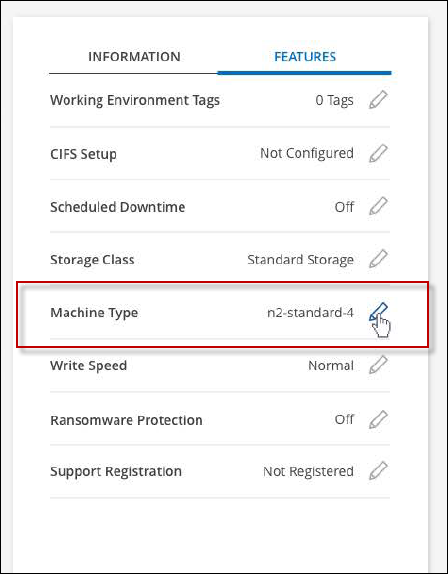 INFORMATION FEATURES
Working Environment Tags 0 Tags
CIFS Setup Not Configured
Scheduled Downtime Off
Storage Class Standard Storage
Machine Type n2-standard-4
Write Speed Normal
Ransomware Protection Off
Support Registration Not Registered